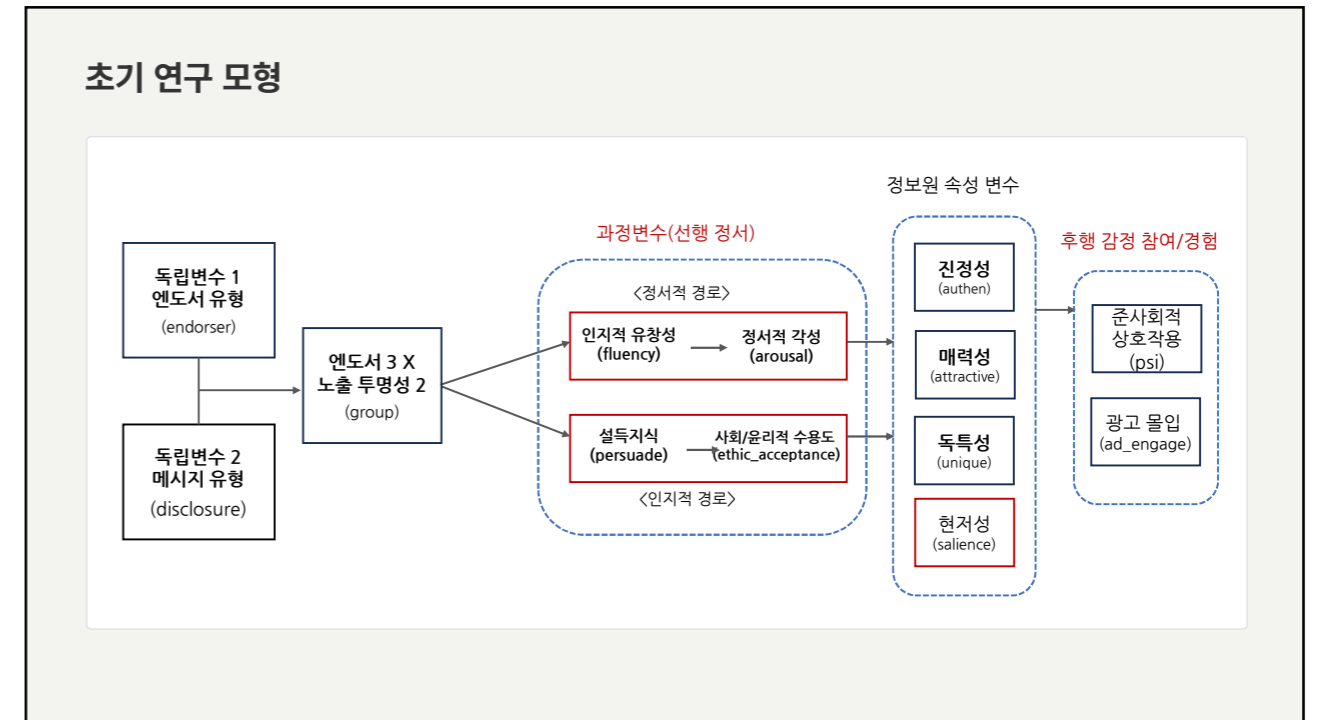 초기 연구 모형
독립변수 1
엔도서 유형
(endorser)
독립변수 2
메시지 유형
(disclosure)
엔도서 3 X
노출 투명성 2
(group)
과정변수(선행 정서)
〈정서적 경로〉
인지적 유창성
(fluency)
정서적 각성
(arousal)
설득지식
(persuade)
사회/윤리적 수용도
(ethic_acceptance)
〈인지적 경로〉
정보원 속성 변수
진정성
(authen)
매력성
(attractive)
독특성
(unique)
현저성
(salience)
후행 감정 참여/경험
준사회적
상호작용
(psi)
광고 몰입
(ad_engage)